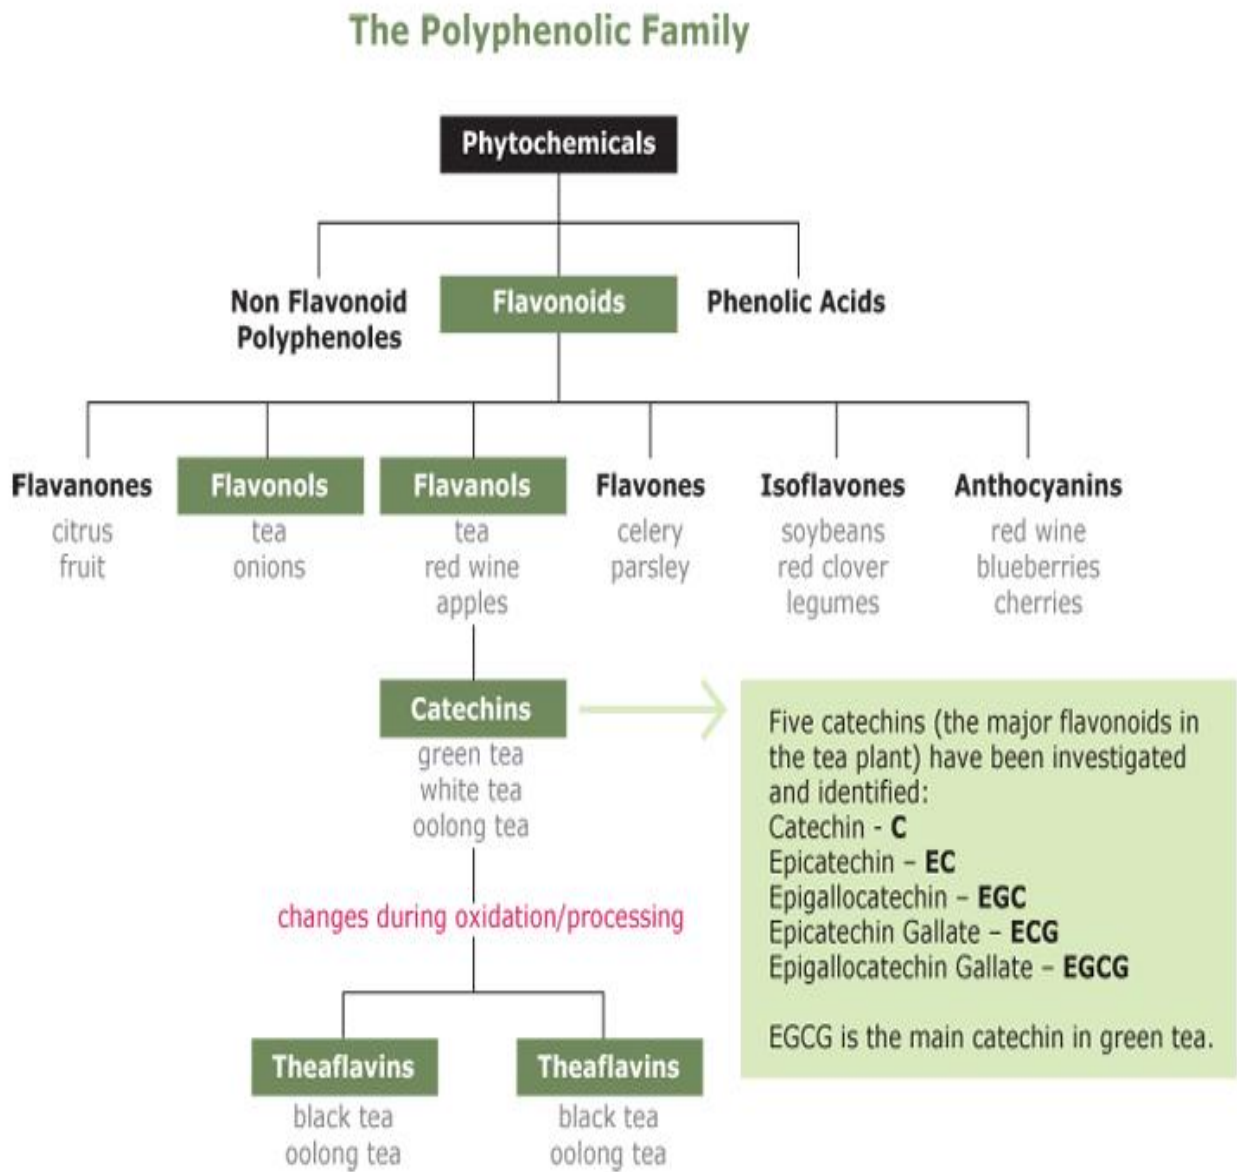 The Polyphenolic Family
Phytochemicals
Non Flavonoid
Polyphenoles
Flavonoids
Phenolic Acids
Flavanones
citrus
fruit
Flavonols
tea
onions
Flavanols
tea
red wine
apples
Flavones
celery
parsley
Isoflavones
soybeans
red clover
legumes
Anthocyanins
red wine
blueberries
cherries
Catechins
green tea
white tea
oolong tea
Five catechins (the major flavonoids in
the tea plant) have been investigated
and identified:
Catechin - C
Epicatechin – EC
Epigallocatechin – EGC
Epicatechin Gallate – ECG
Epigallocatechin Gallate – EGCG
EGCG is the main catechin in green tea.
changes during oxidation/processing
Theaflavins
black tea
oolong tea
Theaflavins
black tea
oolong tea